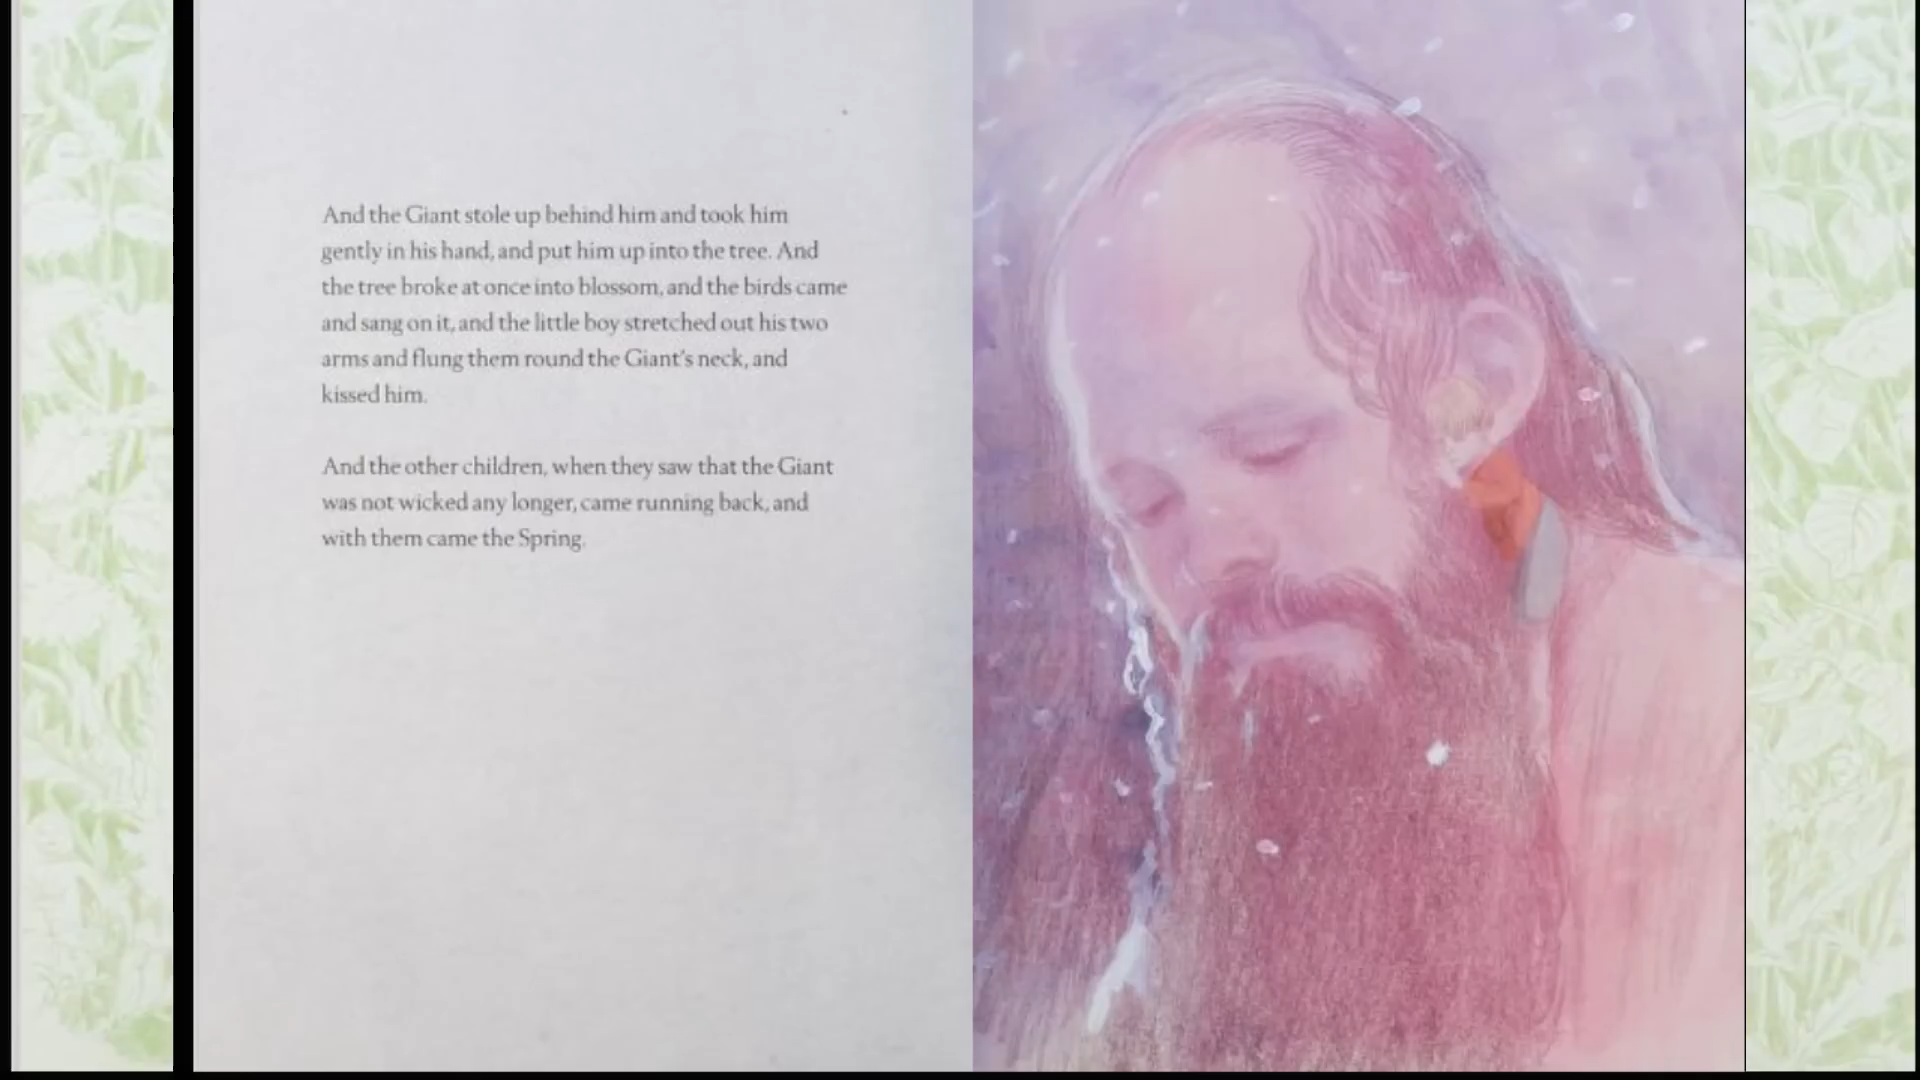 And the Giant stole up behind him and took him
gently in his hand, and put him up into the tree. And
the tree broke at once into blossom, and the birds came
and sang on it, and the little boy stretched out his two
arms and flung them round the Giant's neck, and
kissed him.
And the other children, when they saw that the Giant
was not wicked any longer, came running back, and
with them came the Spring.